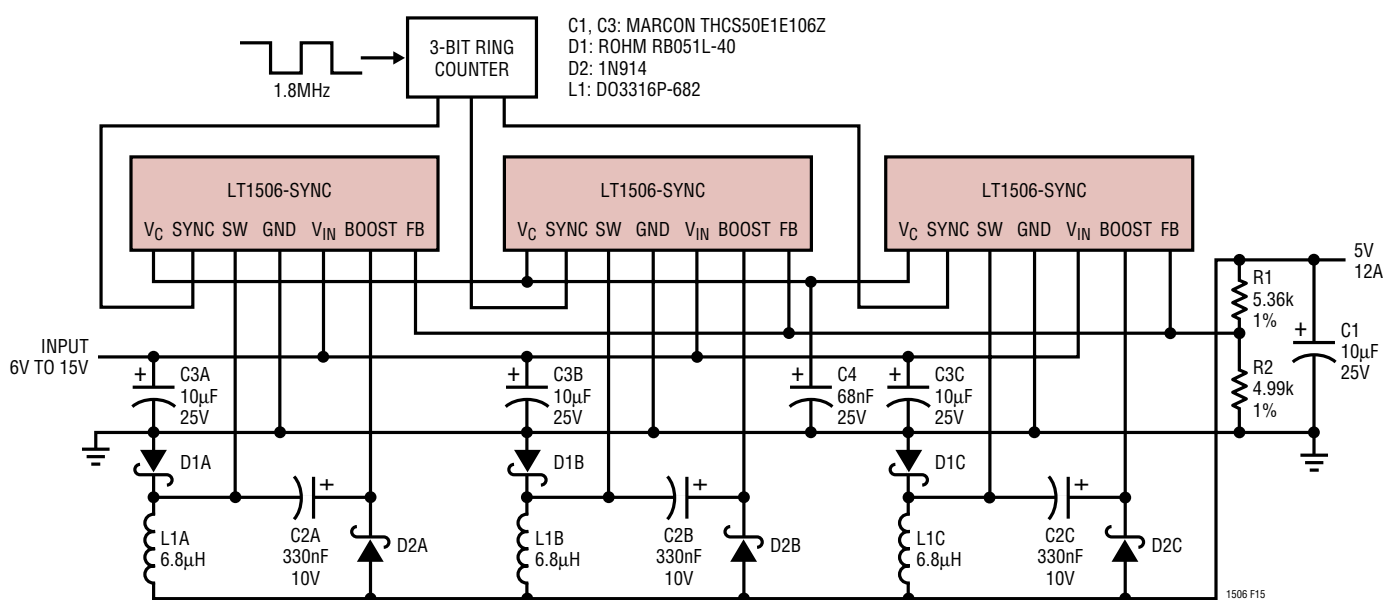 C1, C3: MARCON THCS50E1E106Z
D1: ROHM RB051L-40
D2: 1N914
L1: DO3316P-682
3-BIT RING
COUNTER
1.8MHz
LT1506-SYNC
VC SYNC SW GND VIN BOOST FB
LT1506-SYNC
VC SYNC SW GND VIN BOOST FB
LT1506-SYNC
VC SYNC SW GND VIN BOOST FB
5V
12A
R1
5.36k
1%
INPUT
6V TO 15V
+
C3A
10µF
25V
+
C3B
10µF
25V
+
C4
68nF
25V
+
C3C
10µF
25V
R2
4.99k
1%
+
C1
10µF
25V
D1A
D1B
D1C
L1A
6.8µH
+
C2A
330nF
10V
D2A
L1B
6.8µH
+
C2B
330nF
10V
D2B
L1C
6.8µH
+
C2C
330nF
10V
D2C
1506 F15